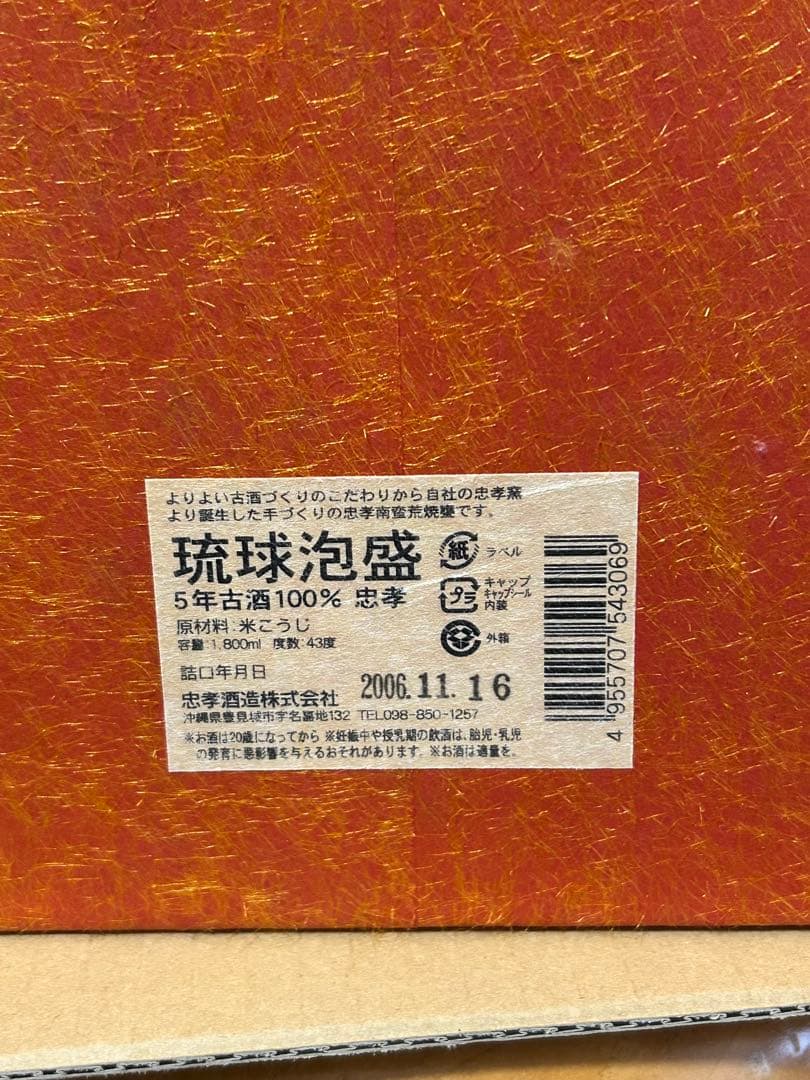 よりよい古酒づくりのこだわりから自社の忠孝窯
より誕生した手づくりの忠孝南蛮荒焼甕です。
琉球泡盛
5年古酒100% 忠孝
原材料:米こうじ
容量:1,800ml 度数:43度
詰口年月日
2006.11.16
忠孝酒造株式会社
沖縄県豊見城市字名嘉地132 TEL098-850-1257
※お酒は20歳になってから ※妊娠中や授乳期の飲酒は、胎児・乳児
の発育に悪影響を与えるおそれがあります。 ※お酒は適量を。
紙 ラベル
プラ キャップ
キャップシール
内装
外箱
4 955707 543069